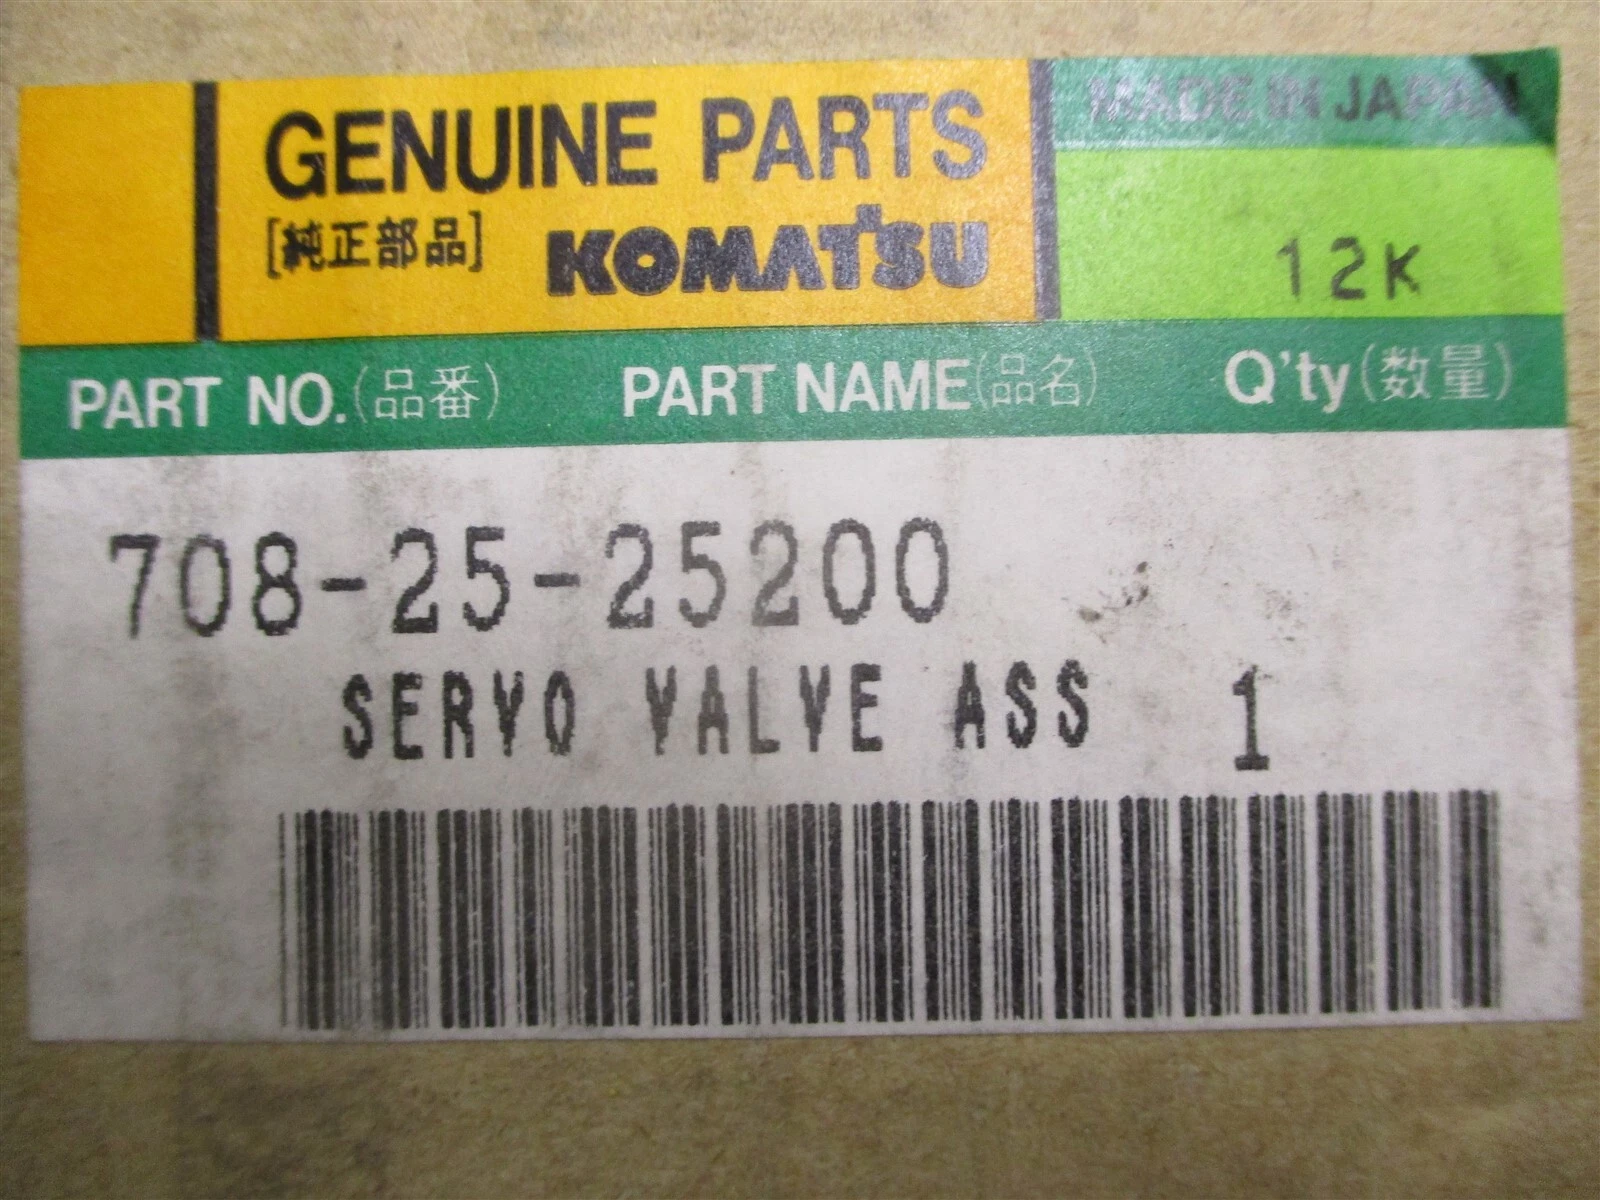 GENUINE PARTS
[純正部品] KOMATSU
MADE IN JAPAN
12K
PART NO.(品番) PART NAME(品名) Q'ty(数量)
708-25-25200
SERVO VALVE ASS 1